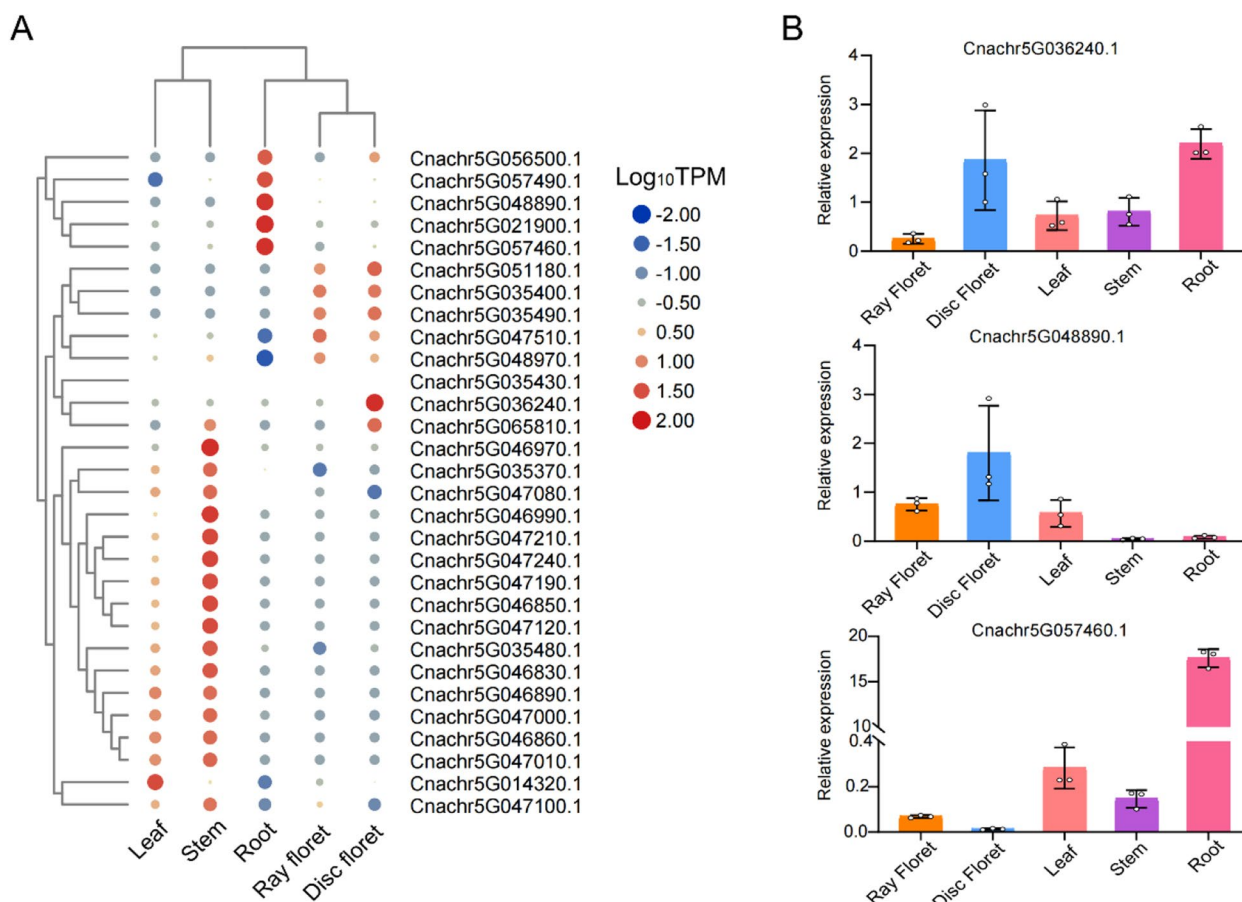 A
Cnachr5G056500.1
Cnachr5G057490.1
Cnachr5G048890.1
Cnachr5G021900.1
Cnachr5G057460.1
Cnachr5G051180.1
Cnachr5G035400.1
Cnachr5G035490.1
Cnachr5G047510.1
Cnachr5G048970.1
Cnachr5G035430.1
Cnachr5G036240.1
Cnachr5G065810.1
Cnachr5G046970.1
Cnachr5G035370.1
Cnachr5G047080.1
Cnachr5G046990.1
Cnachr5G047210.1
Cnachr5G047240.1
Cnachr5G047190.1
Cnachr5G046850.1
Cnachr5G047120.1
Cnachr5G035480.1
Cnachr5G046830.1
Cnachr5G046890.1
Cnachr5G047000.1
Cnachr5G046860.1
Cnachr5G047010.1
Cnachr5G014320.1
Cnachr5G047100.1
Leaf
Stem
Root
Ray floret
Disc floret
Log₁₀TPM
-2.00
-1.50
-1.00
-0.50
0.50
1.00
1.50
2.00
B
Cnachr5G036240.1
Relative expression
4
3
2
1
0
Ray Floret
Disc Floret
Leaf
Stem
Root
Cnachr5G048890.1
Relative expression
4
3
2
1
0
Ray Floret
Disc Floret
Leaf
Stem
Root
Cnachr5G057460.1
Relative expression
20
15
10
0.4
0.2
0.0
Ray Floret
Disc Floret
Leaf
Stem
Root